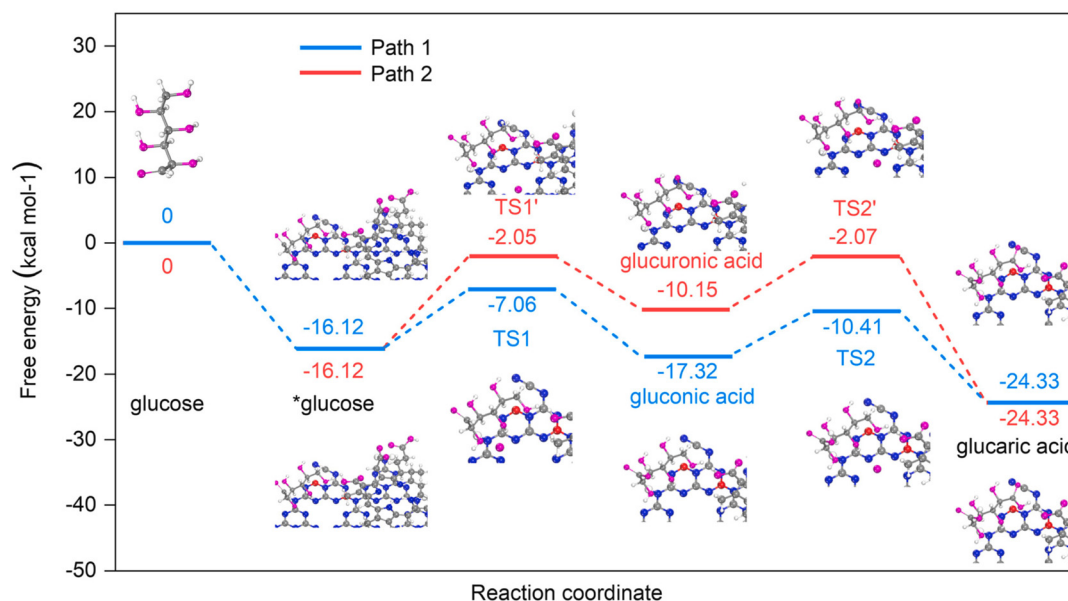 30
20
10
0
-10
-20
-30
-40
-50
Free energy (kcal mol-1)
Path 1
Path 2
0
0
glucose
-16.12
-16.12
*glucose
TS1'
-2.05
-7.06
TS1
glucuronic acid
-10.15
-17.32
gluconic acid
TS2'
-2.07
-10.41
TS2
-24.33
-24.33
glucaric acid
Reaction coordinate